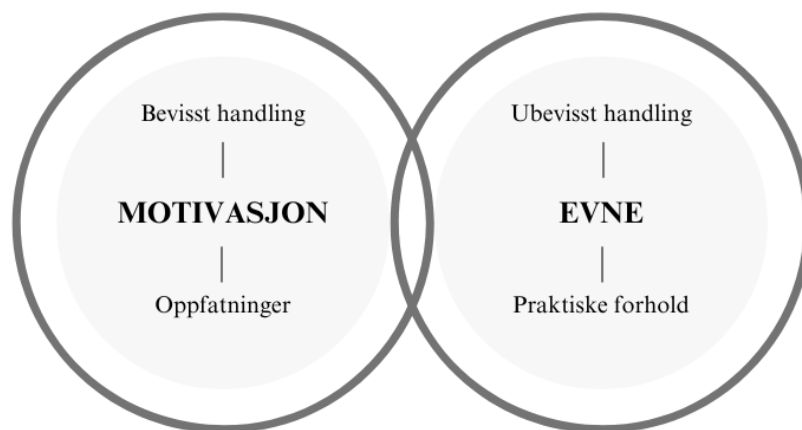 Bevisst handling
MOTIVASJON
Oppfatninger
Ubevisst handling
EVNE
Praktiske forhold